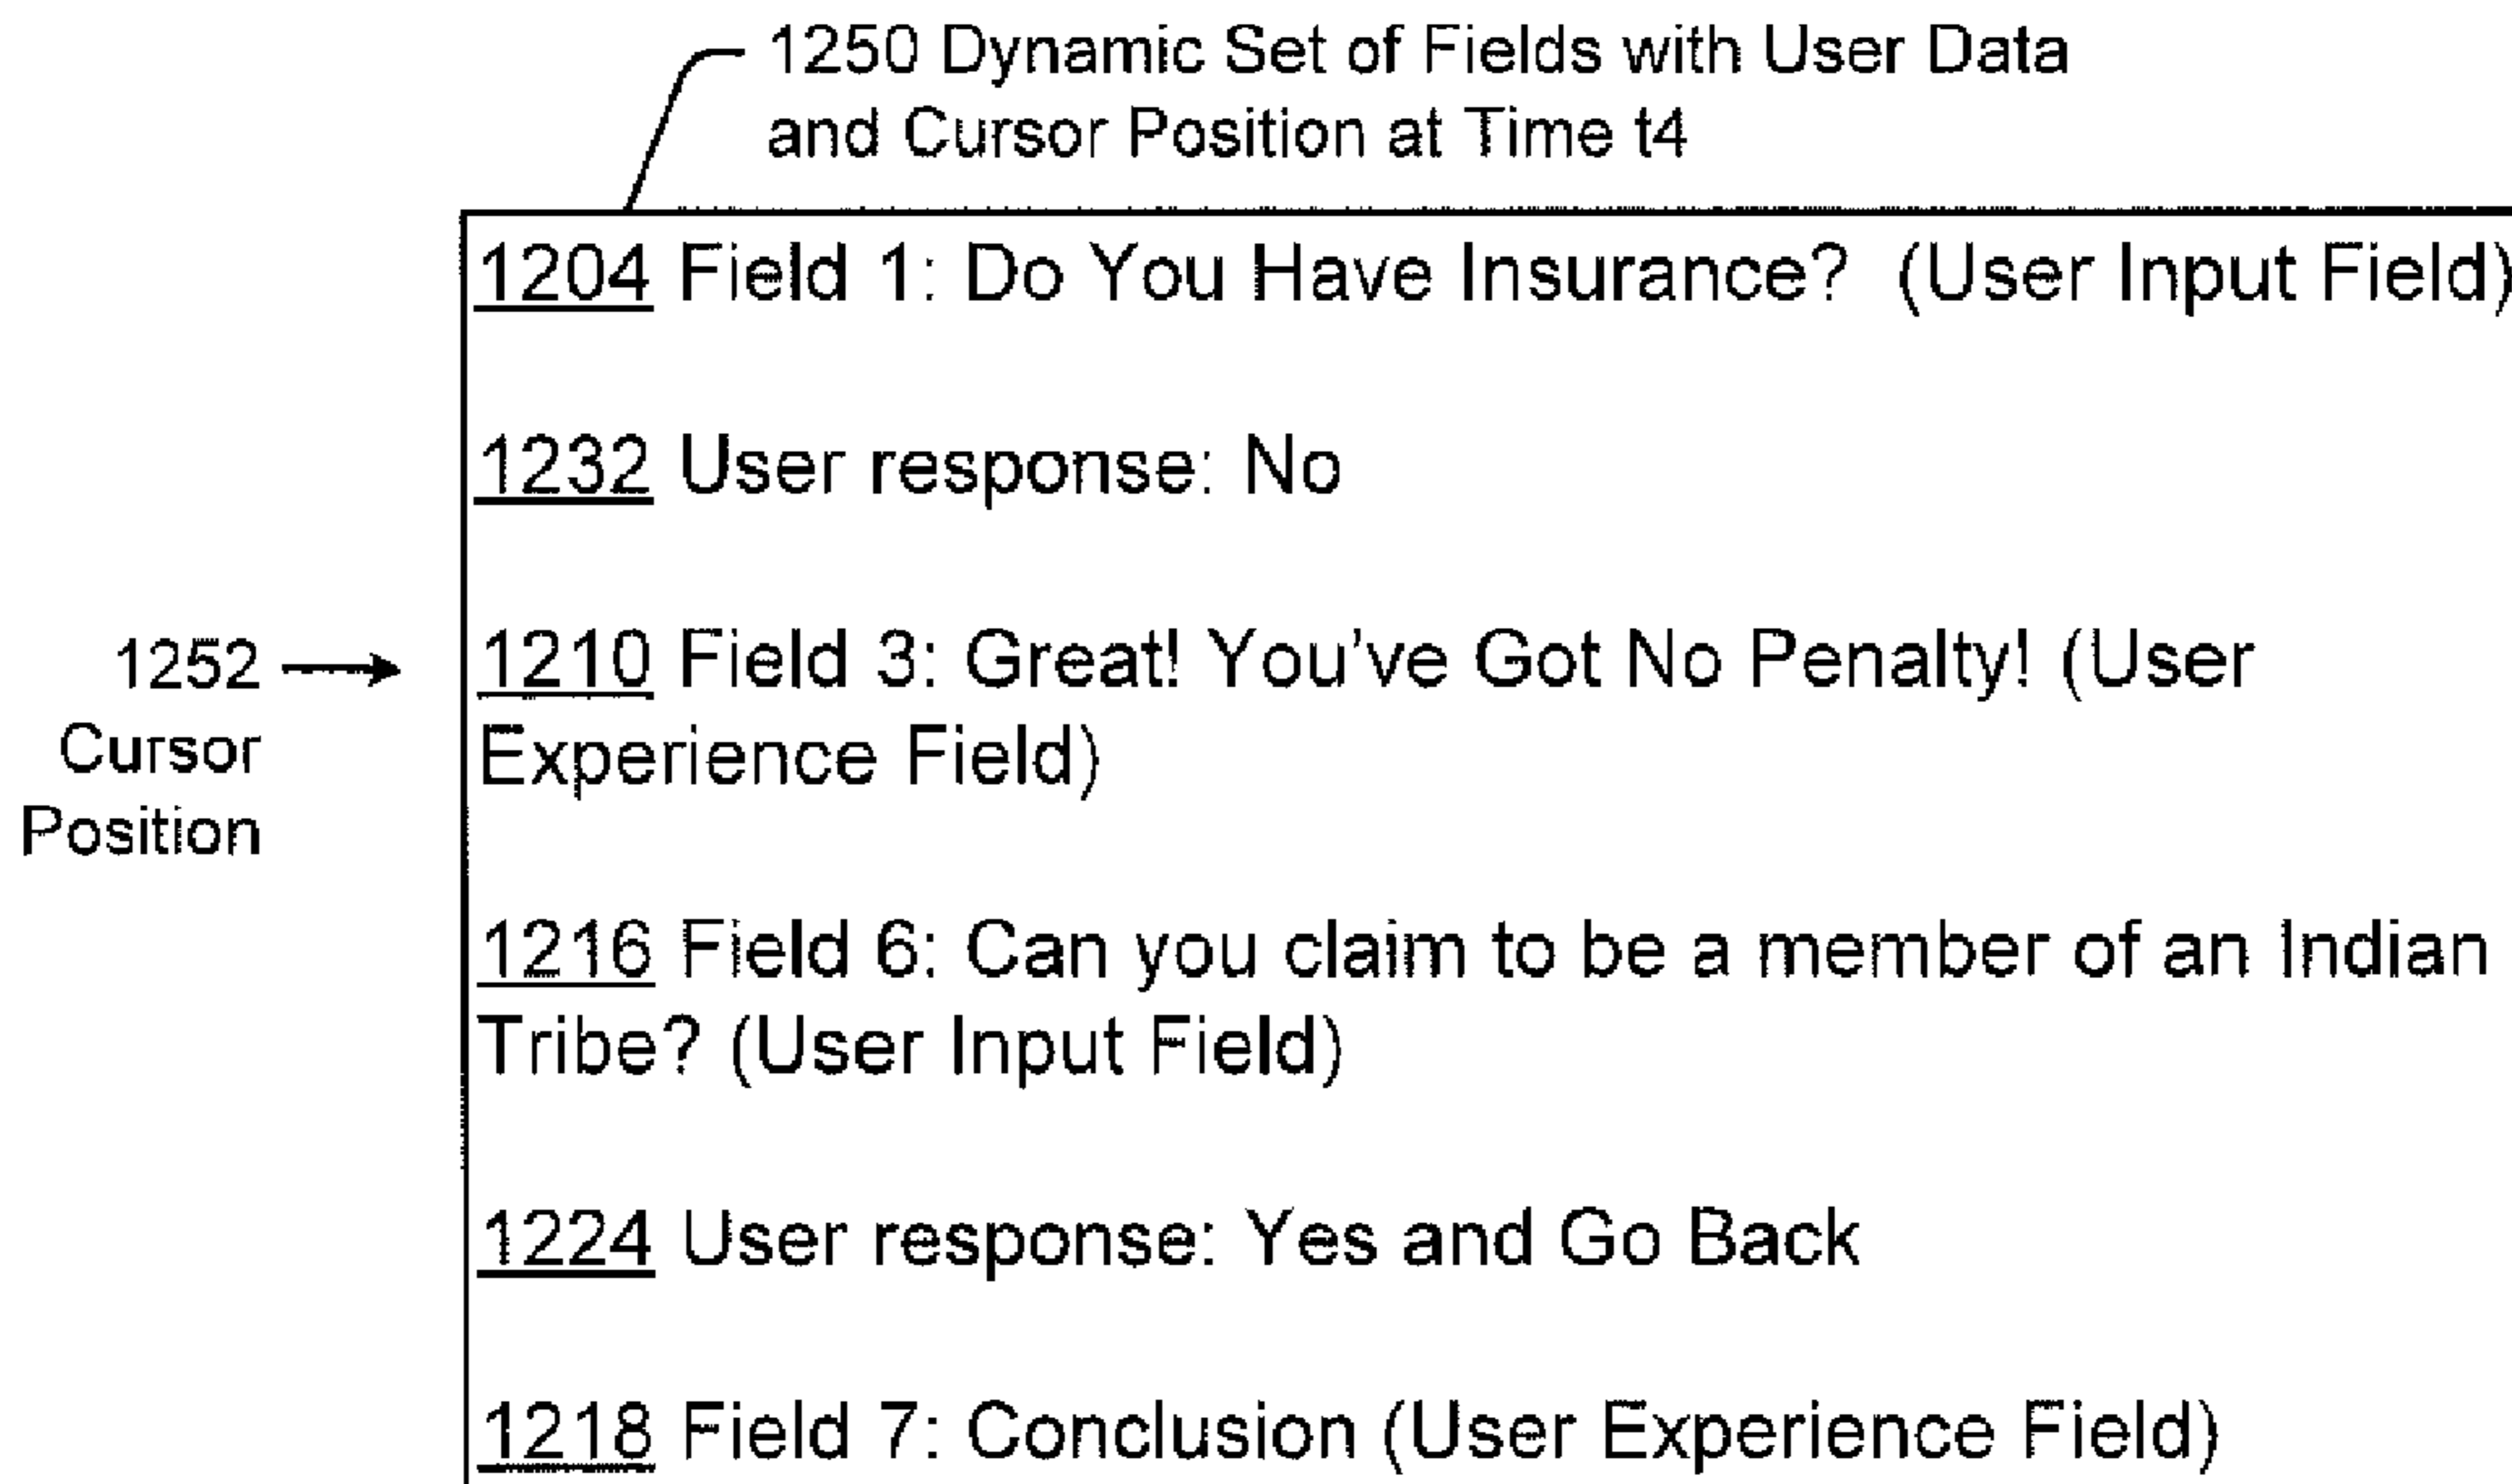 1250 Dynamic Set of Fields with User Data
and Cursor Position at Time t4
1204 Field 1: Do You Have Insurance? (User Input Field)
1232 User response: No
1252
Cursor
Position
1210 Field 3: Great! You've Got No Penalty! (User
Experience Field)
1216 Field 6: Can you claim to be a member of an Indian
Tribe? (User Input Field)
1224 User response: Yes and Go Back
1218 Field 7: Conclusion (User Experience Field)